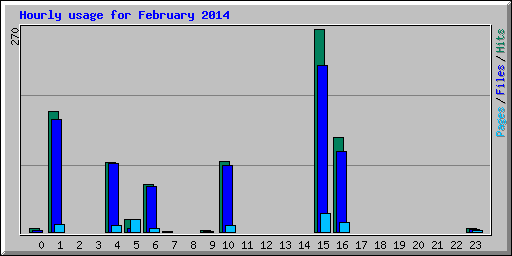 Hourly usage for February 2014
270
Pages/Files/Hits
0 1 2 3 4 5 6 7 8 9 10 11 12 13 14 15 16 17 18 19 20 21 22 23